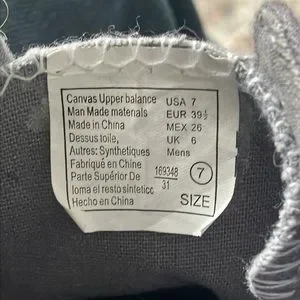 Canvas Upper balance USA 7
Man Made materials EUR 39½
Made in China MEX 26
Dessus toile, UK 6
Autres: Synthetiques Mens
Fabriqué en Chine
Parte Superior De 169348 7
loma el resto sintetico 31
Hecho en China SIZE